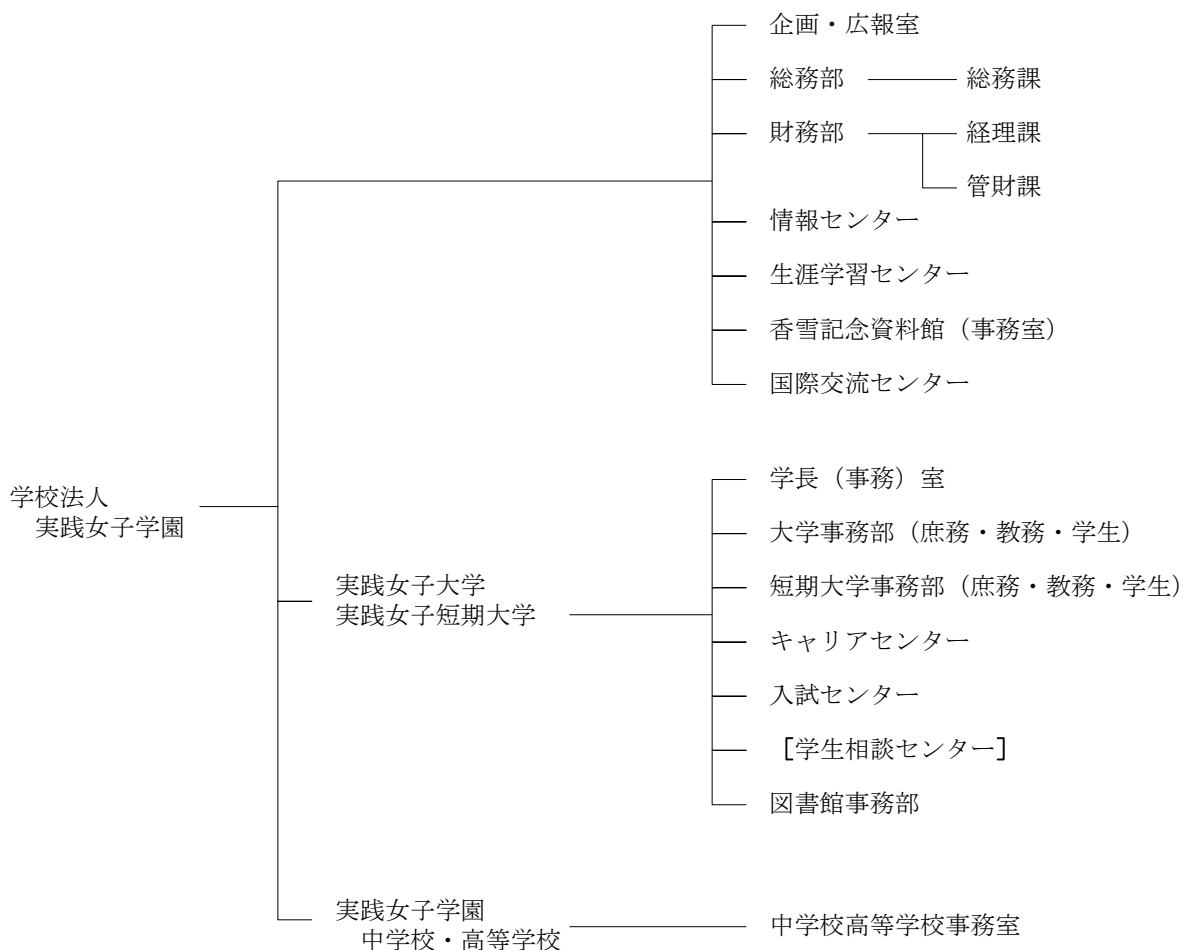 企画・広報室
総務部 総務課
財務部 経理課
管財課
情報センター
生涯学習センター
香雪記念資料館（事務室）
国際交流センター
学校法人
実践女子学園
実践女子大学
実践女子短期大学
学長（事務）室
大学事務部（庶務・教務・学生）
短期大学事務部（庶務・教務・学生）
キャリアセンター
入試センター
［学生相談センター］
図書館事務部
実践女子学園
中学校・高等学校
中学校高等学校事務室